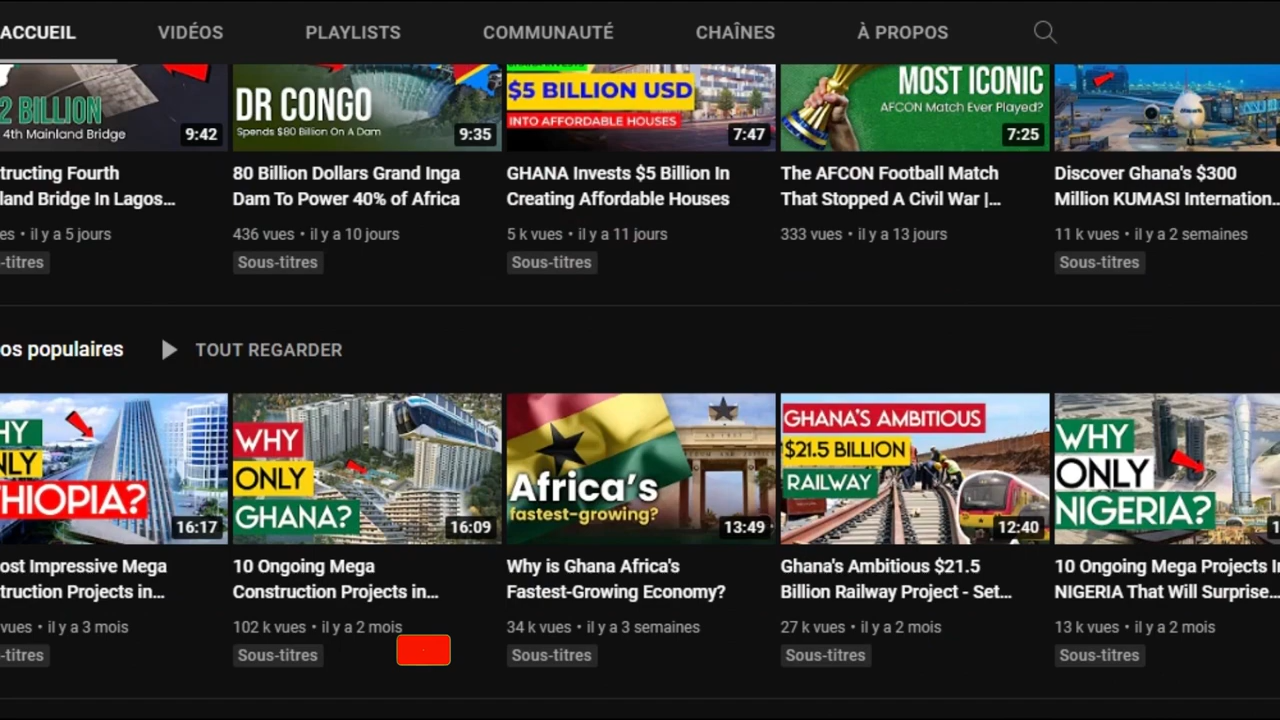 ACCUEIL VIDÉOS PLAYLISTS COMMUNAUTÉ CHAÎNES À PROPOS
2 BILLION
4th Mainland Bridge
9:42
DR CONGO
Spends $80 Billion On A Dam
9:35
$5 BILLION USD
INTO AFFORDABLE HOUSES
7:47
MOST ICONIC
AFCON Match Ever Played?
7:25
tructing Fourth
land Bridge In Lagos...
es • il y a 5 jours
-titres
80 Billion Dollars Grand Inga
Dam To Power 40% of Africa
436 vues • il y a 10 jours
Sous-titres
GHANA Invests $5 Billion In
Creating Affordable Houses
5 k vues • il y a 11 jours
Sous-titres
The AFCON Football Match
That Stopped A Civil War |...
333 vues • il y a 13 jours
Discover Ghana's $300
Million KUMASI Internation...
11 k vues • il y a 2 semaines
Sous-titres
os populaires TOUT REGARDER
HY
NLY
THIOPIA?
16:17
WHY
ONLY
GHANA?
16:09
Africa's
fastest-growing?
13:49
GHANA'S AMBITIOUS
$21.5 BILLION
RAILWAY
12:40
WHY
ONLY
NIGERIA?
ost Impressive Mega
truction Projects in...
vues • il y a 3 mois
-titres
10 Ongoing Mega
Construction Projects in...
102 k vues • il y a 2 mois
Sous-titres
Why is Ghana Africa's
Fastest-Growing Economy?
34 k vues • il y a 3 semaines
Sous-titres
Ghana's Ambitious $21.5
Billion Railway Project - Set...
27 k vues • il y a 2 mois
Sous-titres
10 Ongoing Mega Projects In
NIGERIA That Will Surprise...
13 k vues • il y a 2 mois
Sous-titres